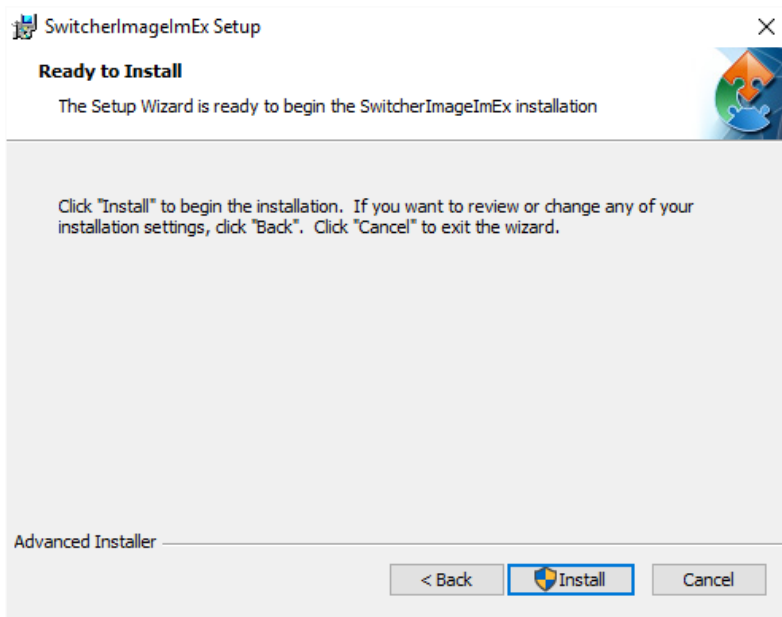 SwitcherImageImEx Setup
Ready to Install
The Setup Wizard is ready to begin the SwitcherImageImEx installation
Click "Install" to begin the installation.  If you want to review or change any of your
installation settings, click "Back".  Click "Cancel" to exit the wizard.
Advanced Installer
< Back
Install
Cancel